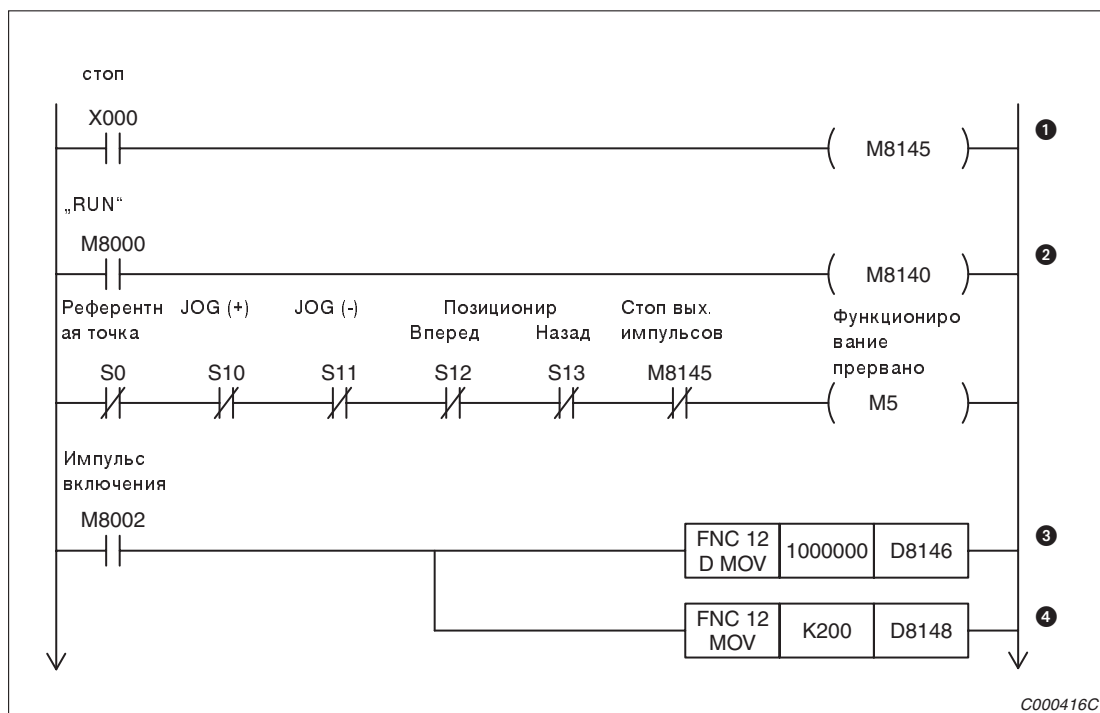 стоп
X000
M8145
❶
„RUN“
M8000
M8140
❷
Референтн JOG (+) JOG (-) Позиционир Стоп вых. Функциониро
ая точка Вперед Назад импульсов вание
прервано
S0 S10 S11 S12 S13 M8145
M5
Импульс
включения
M8002
FNC 12 1000000 D8146
D MOV
❸
FNC 12 K200 D8148
MOV
❹
C000416C